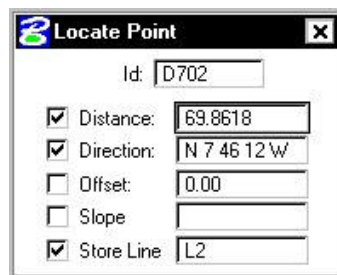 Locate Point
Id: D702
Distance: 69.8618
Direction: N 7 46 12 W
Offset: 0.00
Slope
Store Line L2